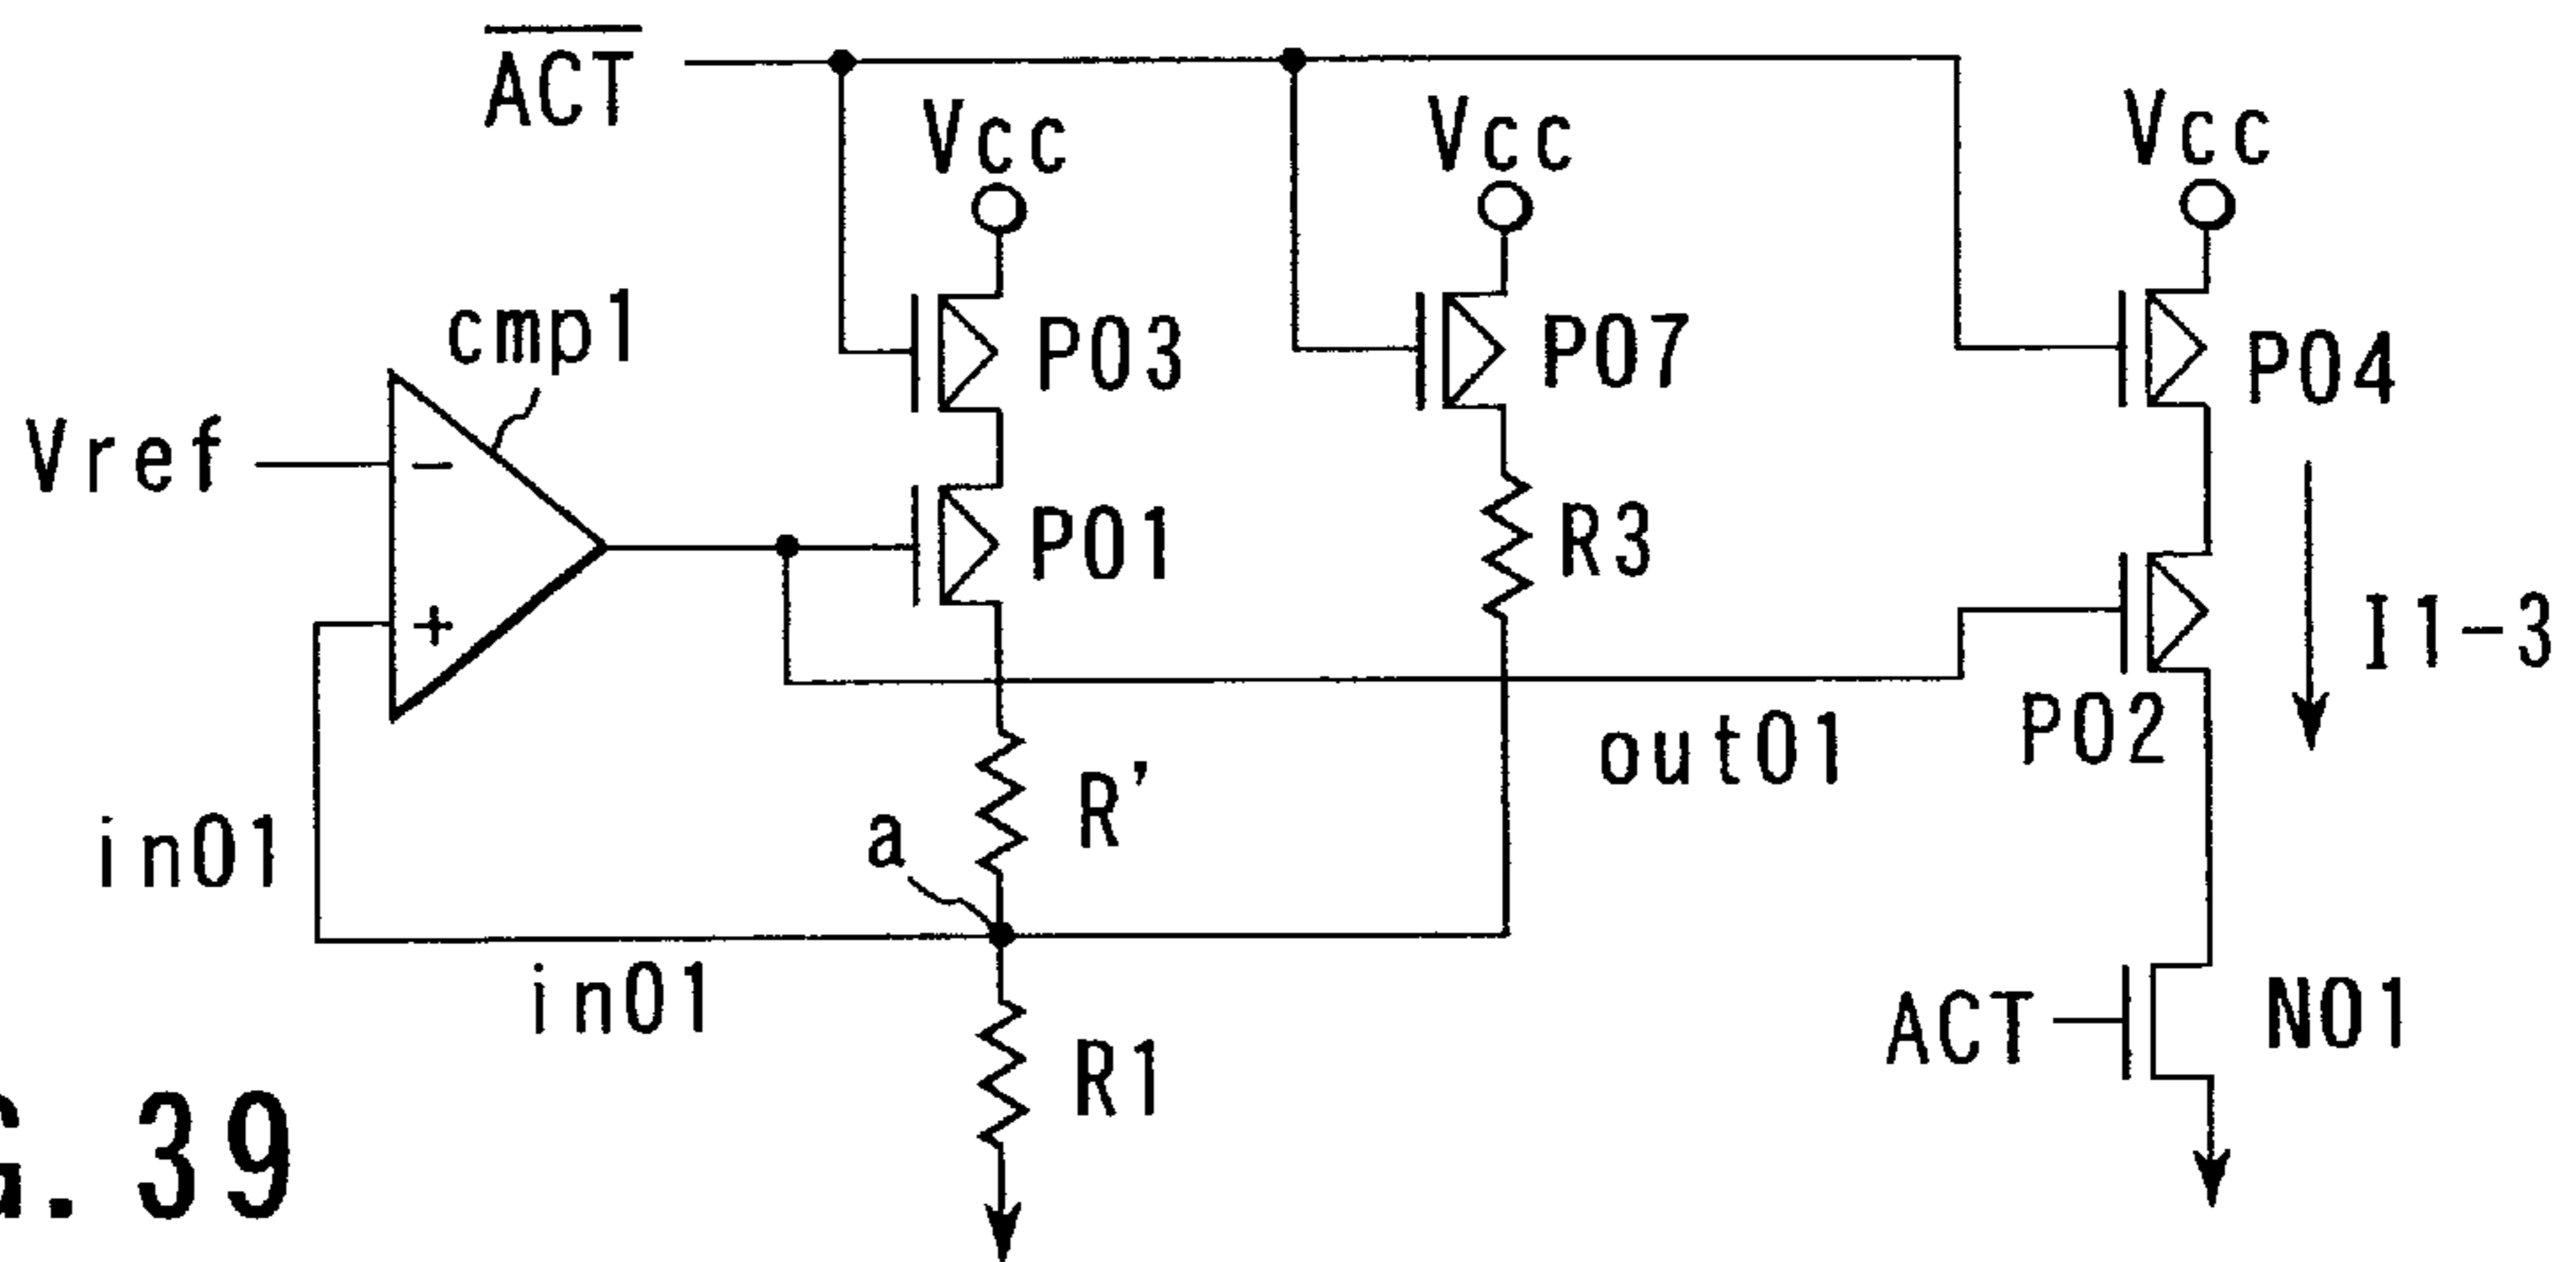 A̅C̅T̅
Vcc
Vcc
Vcc
cmp1
P03
P07
P04
Vref
−
P01
R3
+
I1-3
out01
P02
R'
in01
a
in01
R1
ACT
N01
G. 39